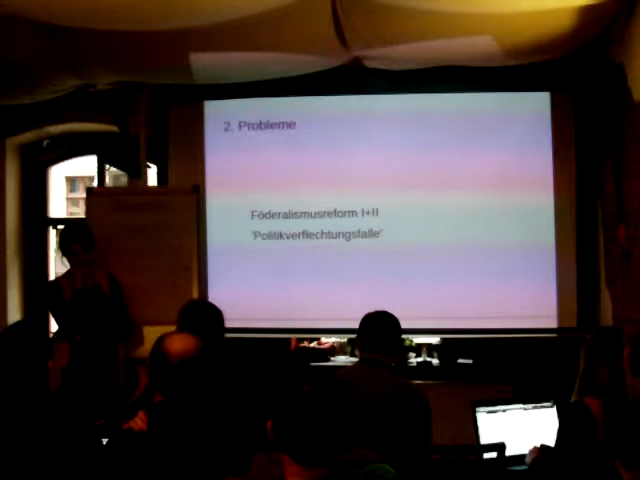 2. Probleme
Föderalismusreform I+II
'Politikverflechtungsfalle'